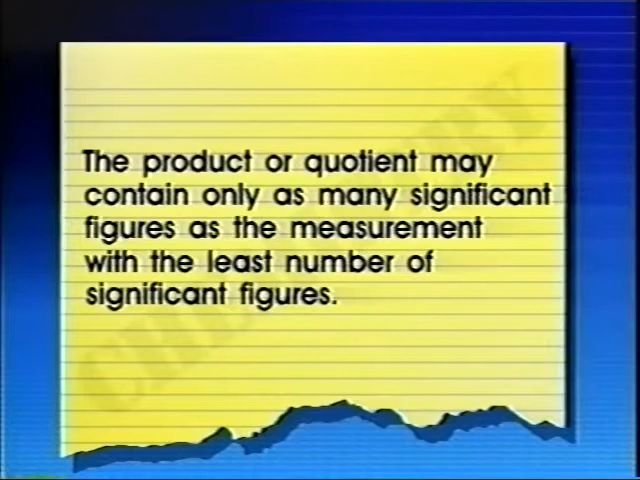 The product or quotient may
contain only as many significant
figures as the measurement
with the least number of
significant figures.
CHEMISTRY